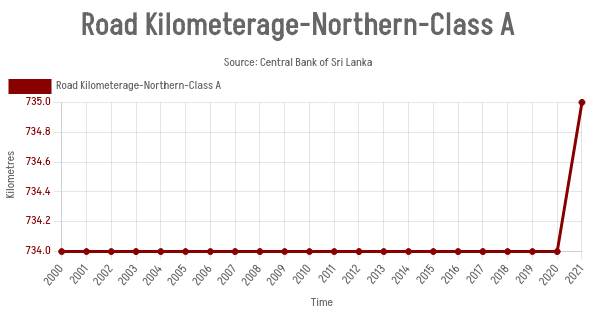 Road Kilometerage-Northern-Class A
Source: Central Bank of Sri Lanka
Road Kilometerage-Northern-Class A
735.0
734.8
734.6
734.4
734.2
734.0
Kilometres
2000 2001 2002 2003 2004 2005 2006 2007 2008 2009 2010 2011 2012 2013 2014 2015 2016 2017 2018 2019 2020 2021
Time